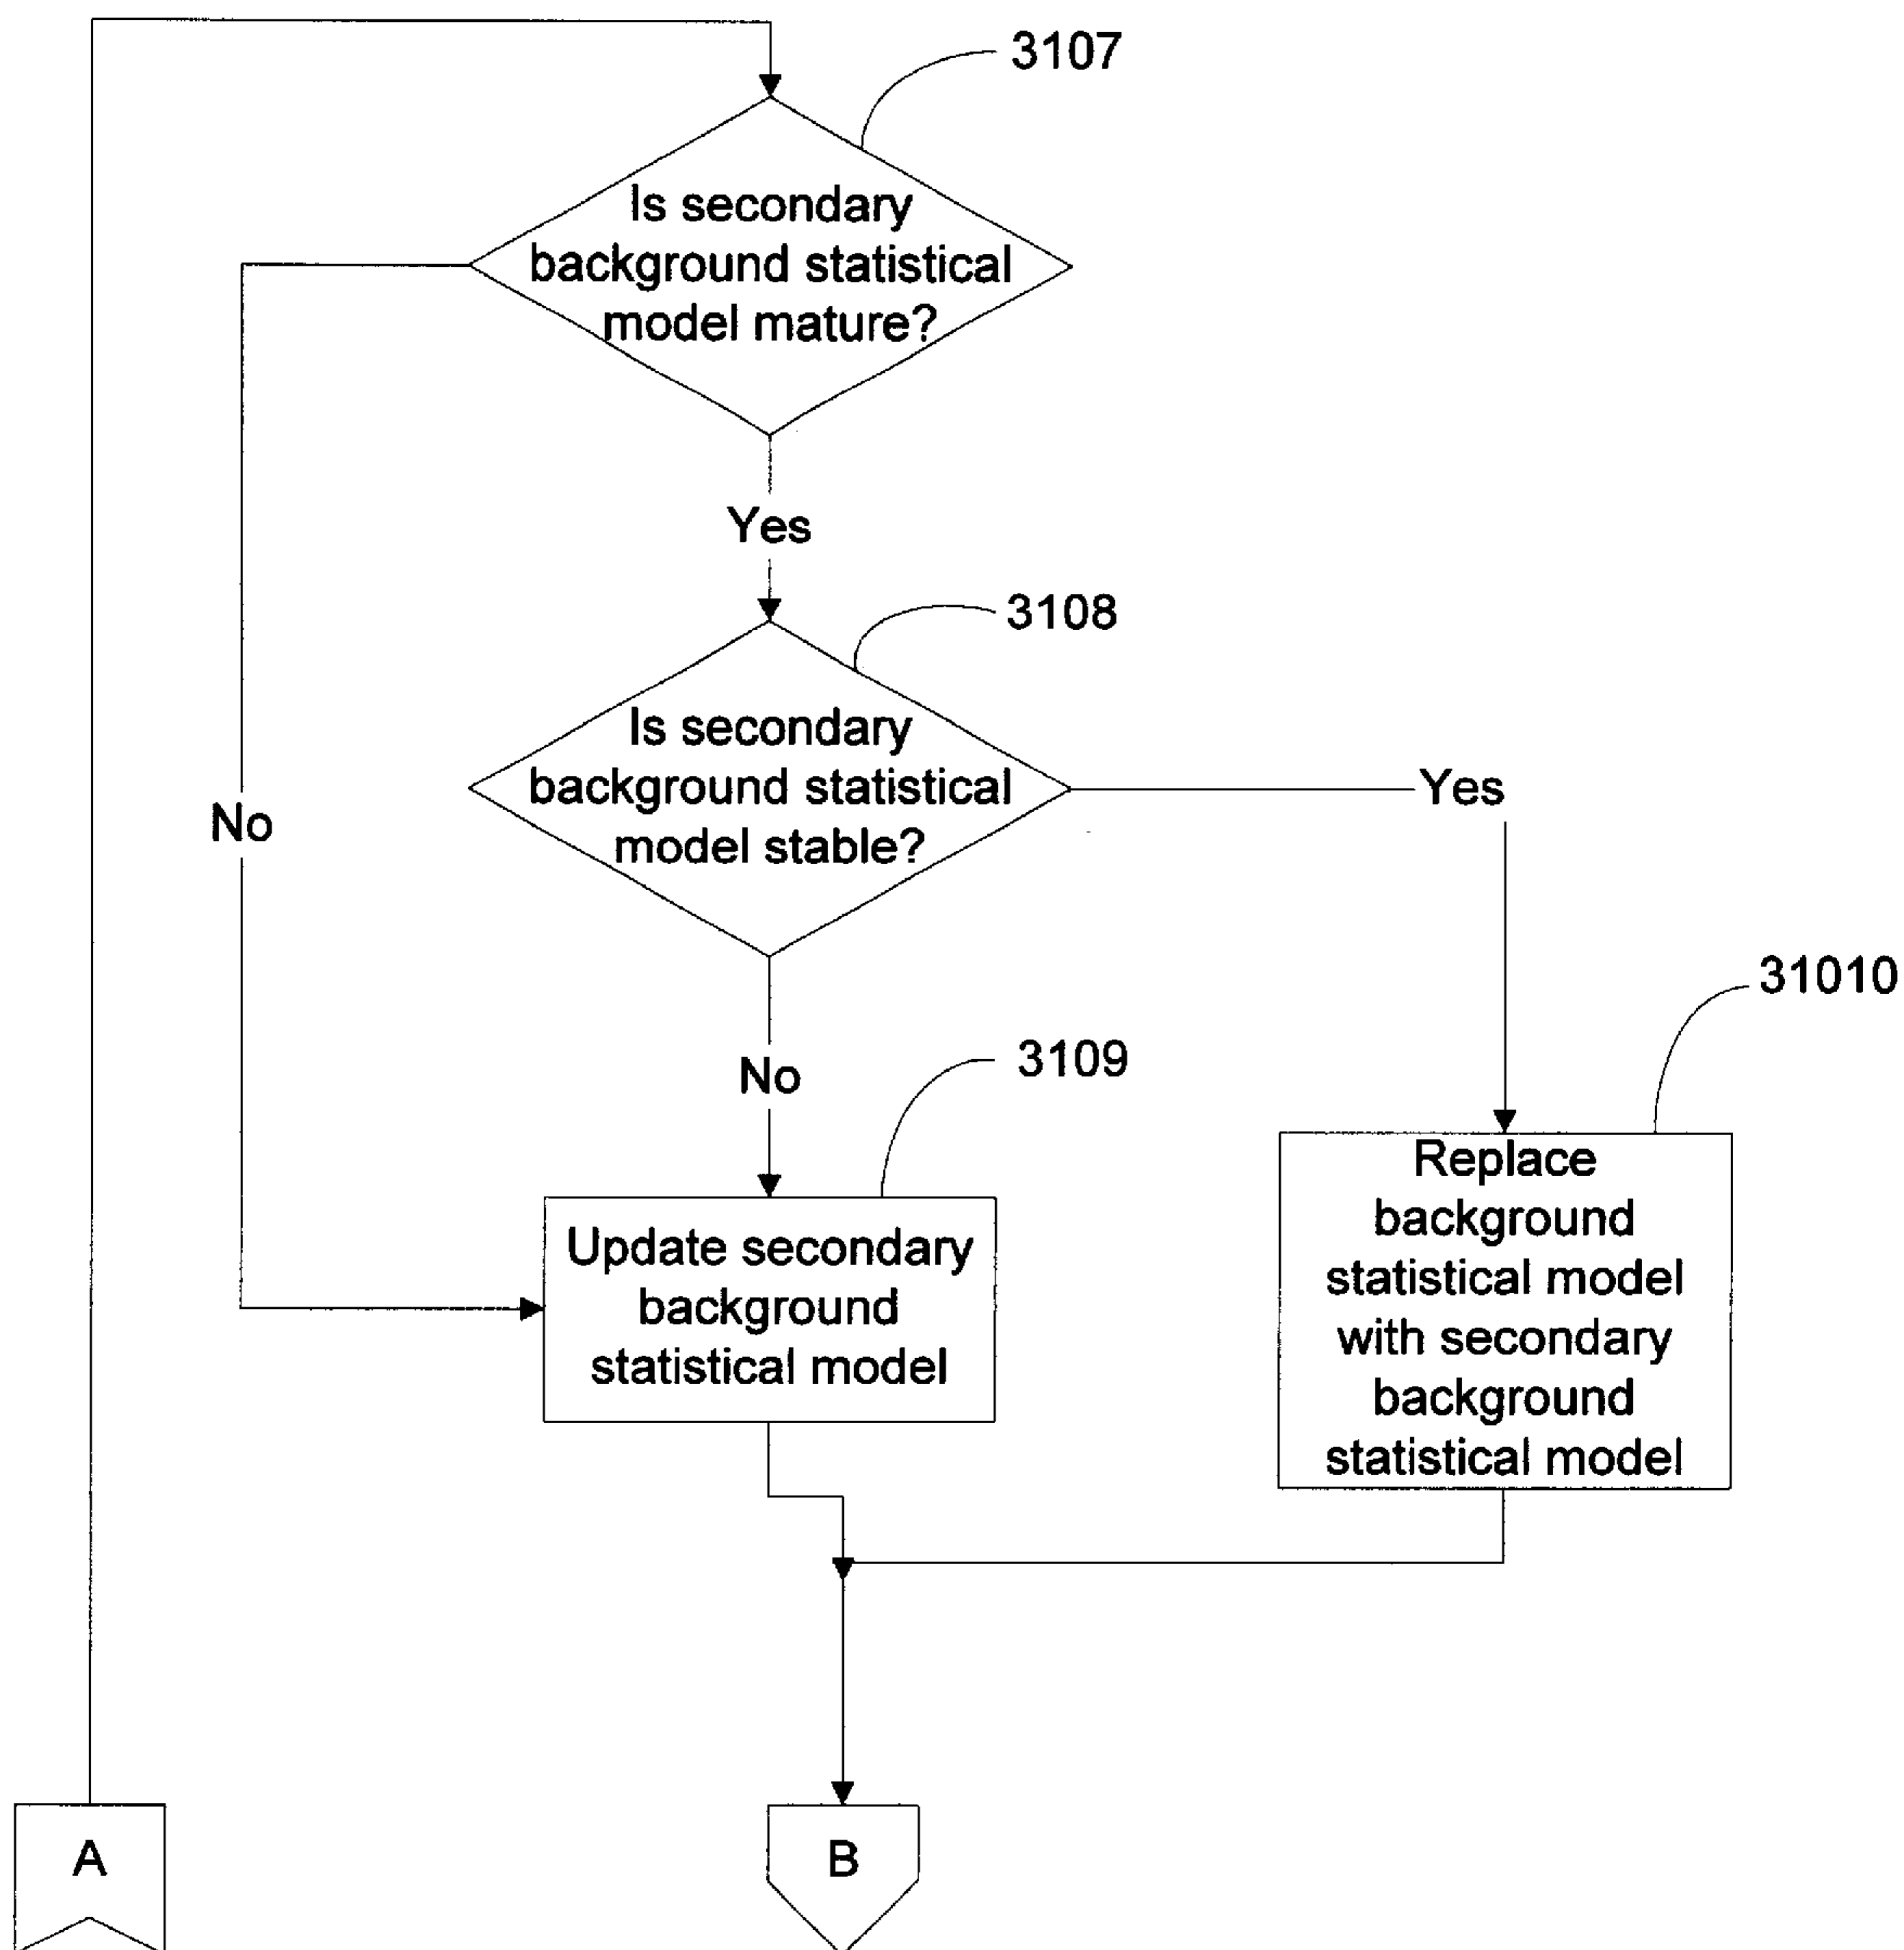 3107
Is secondary
background statistical
model mature?
Yes
3108
Is secondary
background statistical
model stable?
Yes
No
31010
No
3109
Replace
background
statistical model
with secondary
background
statistical model
Update secondary
background
statistical model
A
B